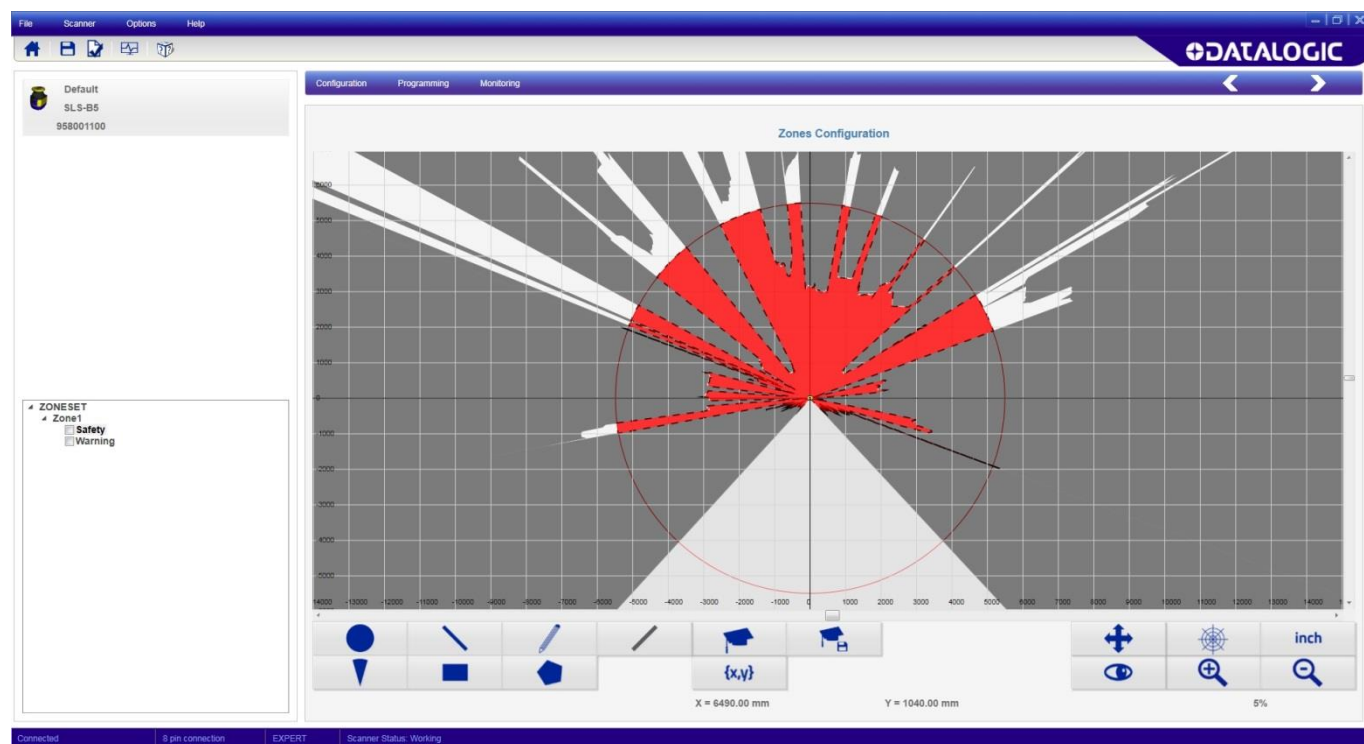 File Scanner Options Help
DATALOGIC
Default
SLS-B5
958001100
Configuration Programming Monitoring
Zones Configuration
6000
5000
4000
3000
2000
1000
0
-1000
-2000
-3000
-4000
-5000
ZONESET
Zone1
Safety
Warning
14000 -13000 -12000 -11000 -10000 -9000 -8000 -7000 -6000 -5000 -4000 -3000 -2000 -1000 0 1000 2000 3000 4000 5000 6000 7000 8000 9000 10000 11000 12000 13000 14000
inch
{x,y}
X = 6490.00 mm Y = 1040.00 mm 5%
Connected 8 pin connection EXPERT Scanner Status: Working